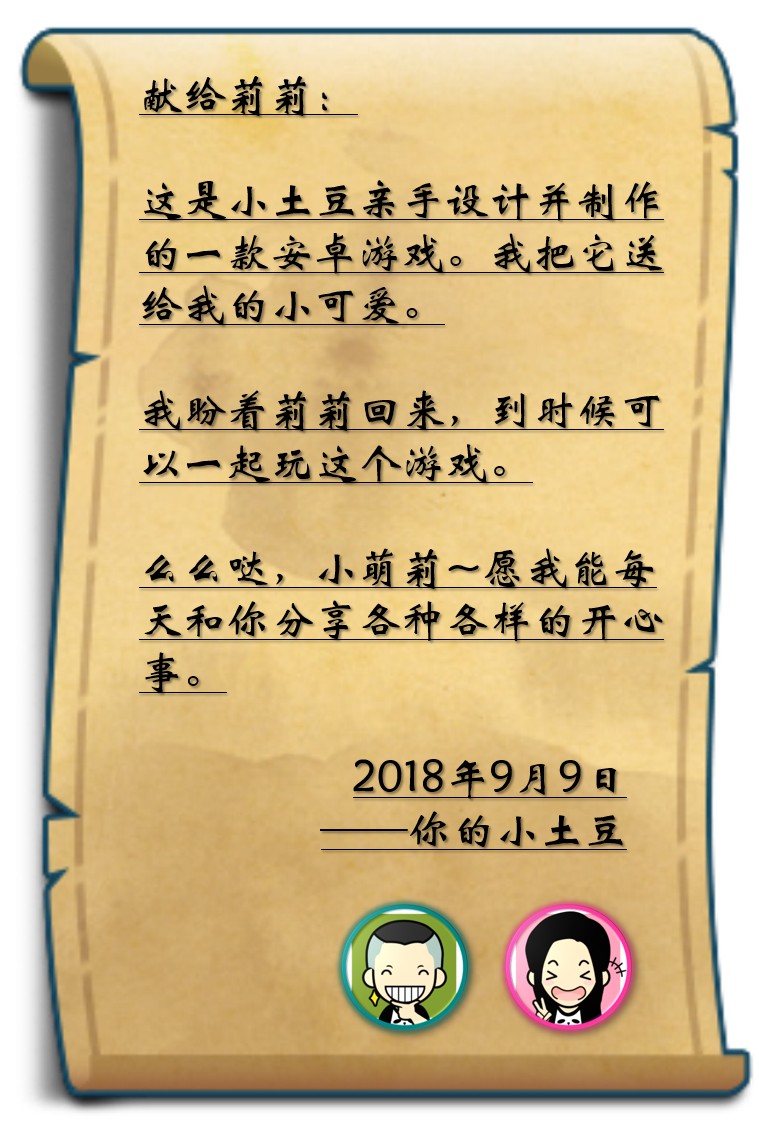 献给莉莉：
这是小土豆亲手设计并制作
的一款安卓游戏。我把它送
给我的小可爱。
我盼着莉莉回来，到时候可
以一起玩这个游戏。
么么哒，小萌莉～愿我能每
天和你分享各种各样的开心
事。
2018年9月9日
——你的小土豆